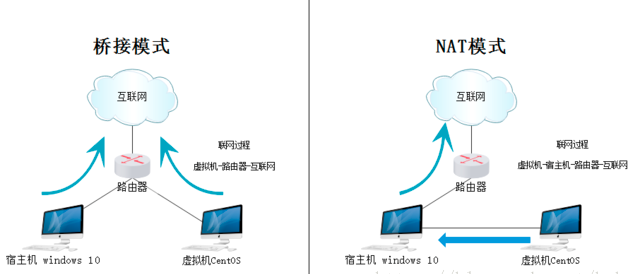 桥接模式
互联网
联网过程
虚拟机-路由器-互联网
路由器
宿主机 windows 10
虚拟机CentOS
NAT模式
互联网
联网过程
虚拟机-宿主机-路由器-互联网
路由器
宿主机 windows 10
虚拟机CentOS